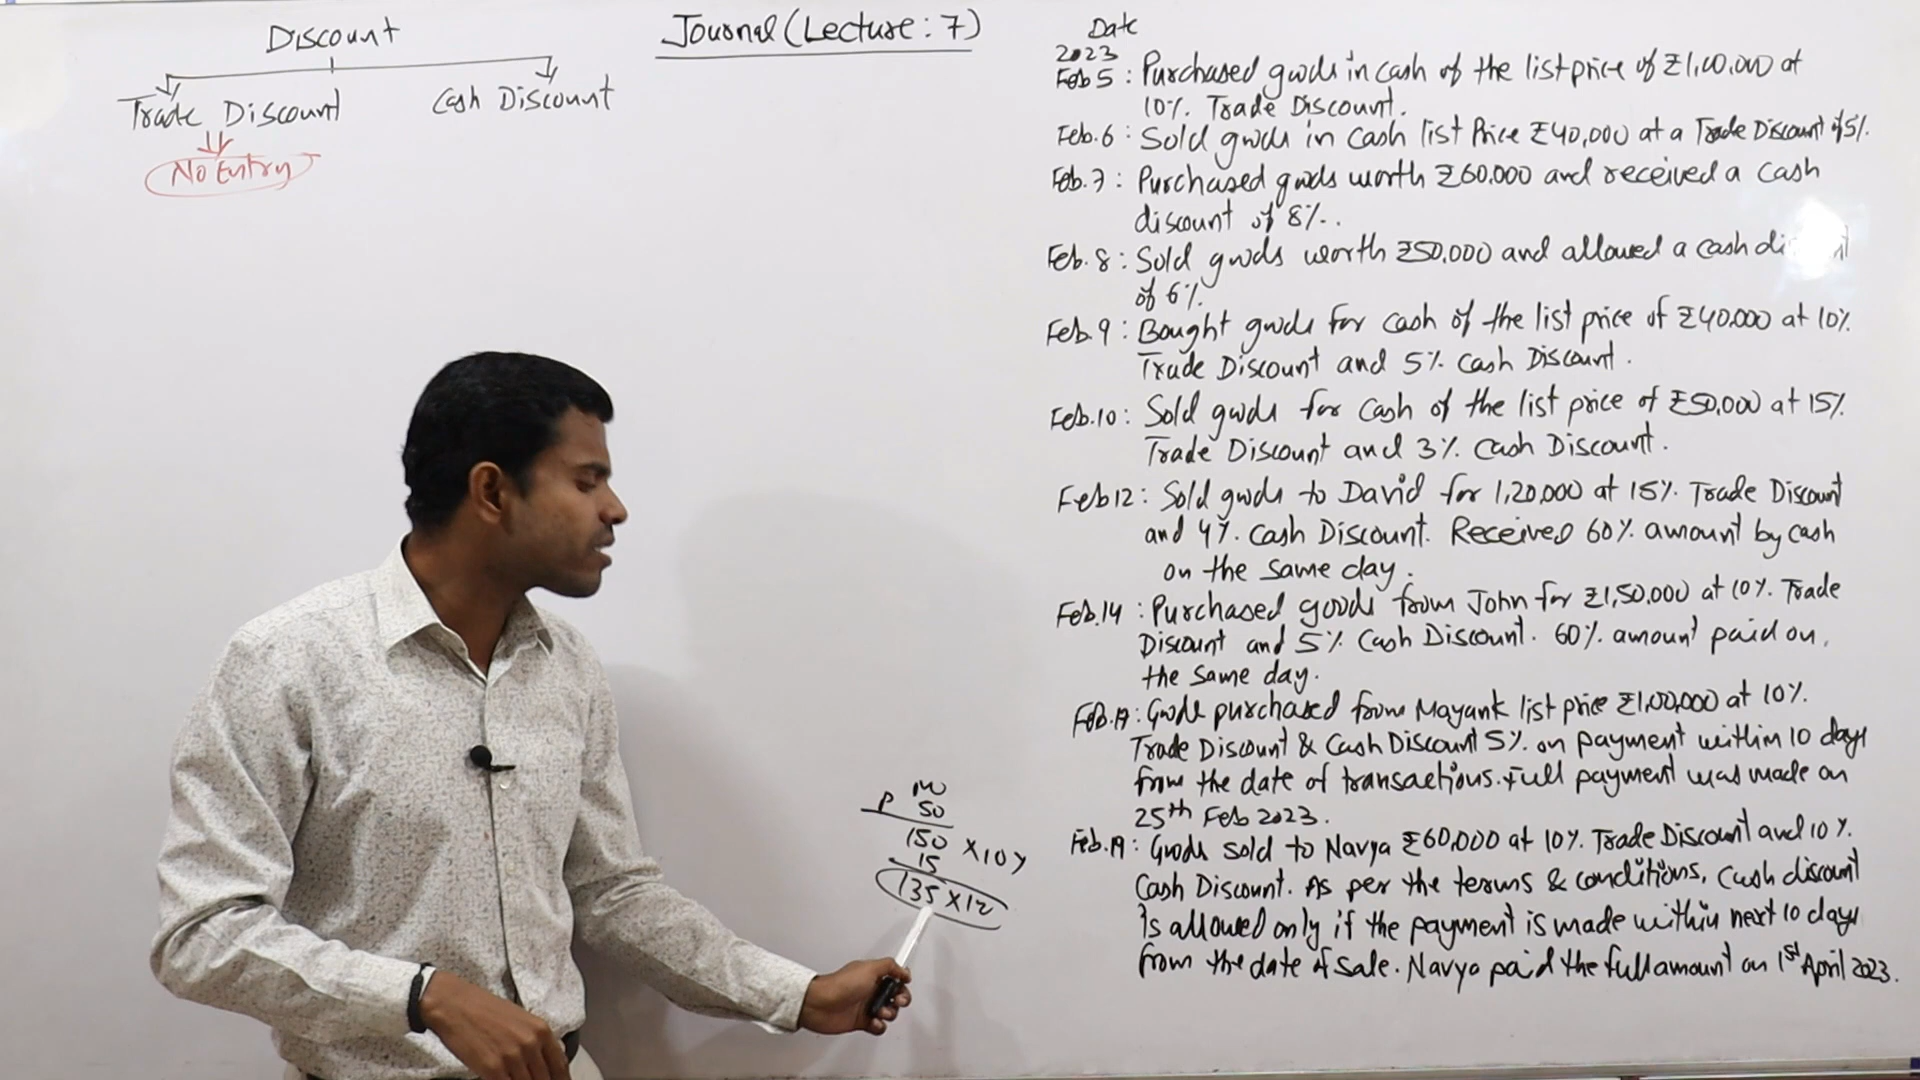 Discount
Trade Discount
Cash Discount
No Entry
Journal (Lecture : 7)
100
P 50
150 × 10%
15
135 × 12
Date
2023
Feb 5 : Purchased goods in cash of the list price of ₹1,00,000 at
10%. Trade Discount.
Feb. 6 : Sold goods in cash list Price ₹40,000 at a Trade Discount of 5%.
Feb. 7 : Purchased goods worth ₹60,000 and received a cash
discount of 8%..
Feb. 8 : Sold goods worth ₹50,000 and allowed a cash
of 6%.
Feb. 9 : Bought goods for cash of the list price of ₹40,000 at 10%.
Trade Discount and 5%. Cash Discount.
Feb. 10 : Sold goods for cash of the list price of ₹50,000 at 15%
Trade Discount and 3%. Cash Discount.
Feb 12 : Sold goods to David for 1,20,000 at 15%. Trade Discount
and 4%. Cash Discount. Received 60%. amount by cash
on the same day.
Feb. 14 : Purchased goods from John for ₹1,50,000 at 10%. Trade
Discount and 5%. Cash Discount. 60%. amount paid on.
the same day.
Feb. 17 : Goods purchased from Mayank list price ₹1,00,000 at 10%.
Trade Discount & Cash Discount 5%. on payment within 10 days
from the date of transactions. Full payment was made on
25th Feb 2023.
Feb. 19 : Goods sold to Navya ₹60,000 at 10%. Trade Discount and 10%.
Cash Discount. As per the terms & conditions, Cash discount
is allowed only if the payment is made within next 10 days
from the date of sale. Navya paid the full amount on 1st April 2023.